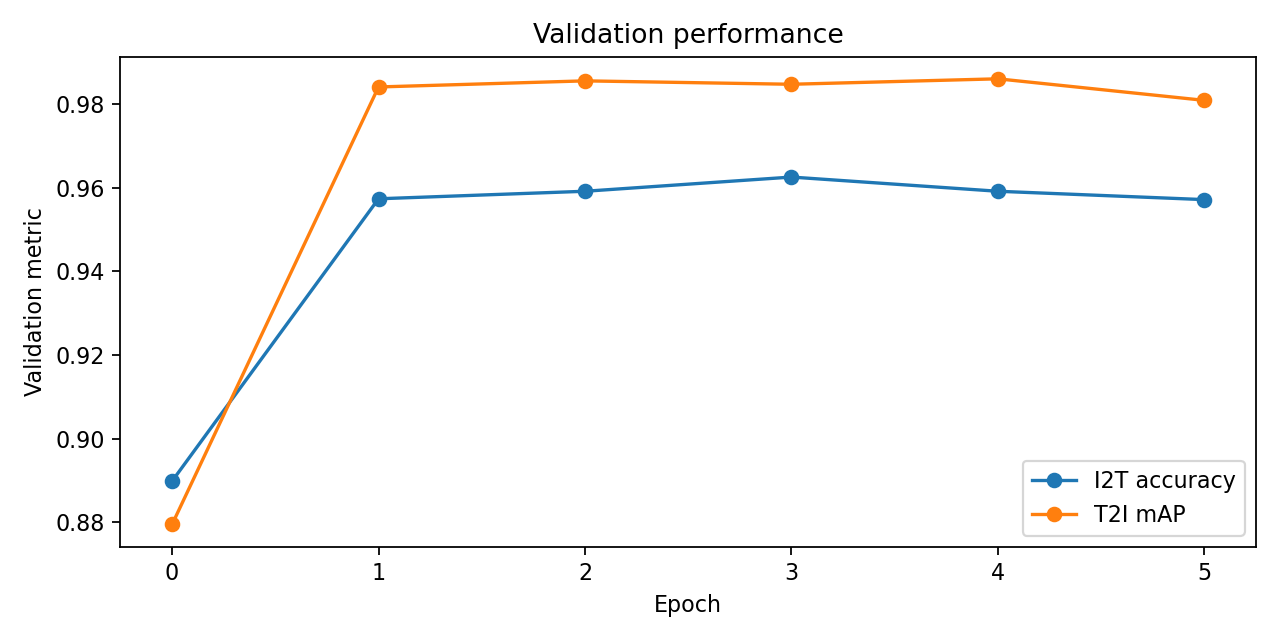 Validation performance
Validation metric
0.98
0.96
0.94
0.92
0.90
0.88
I2T accuracy
T2I mAP
0 1 2 3 4 5
Epoch